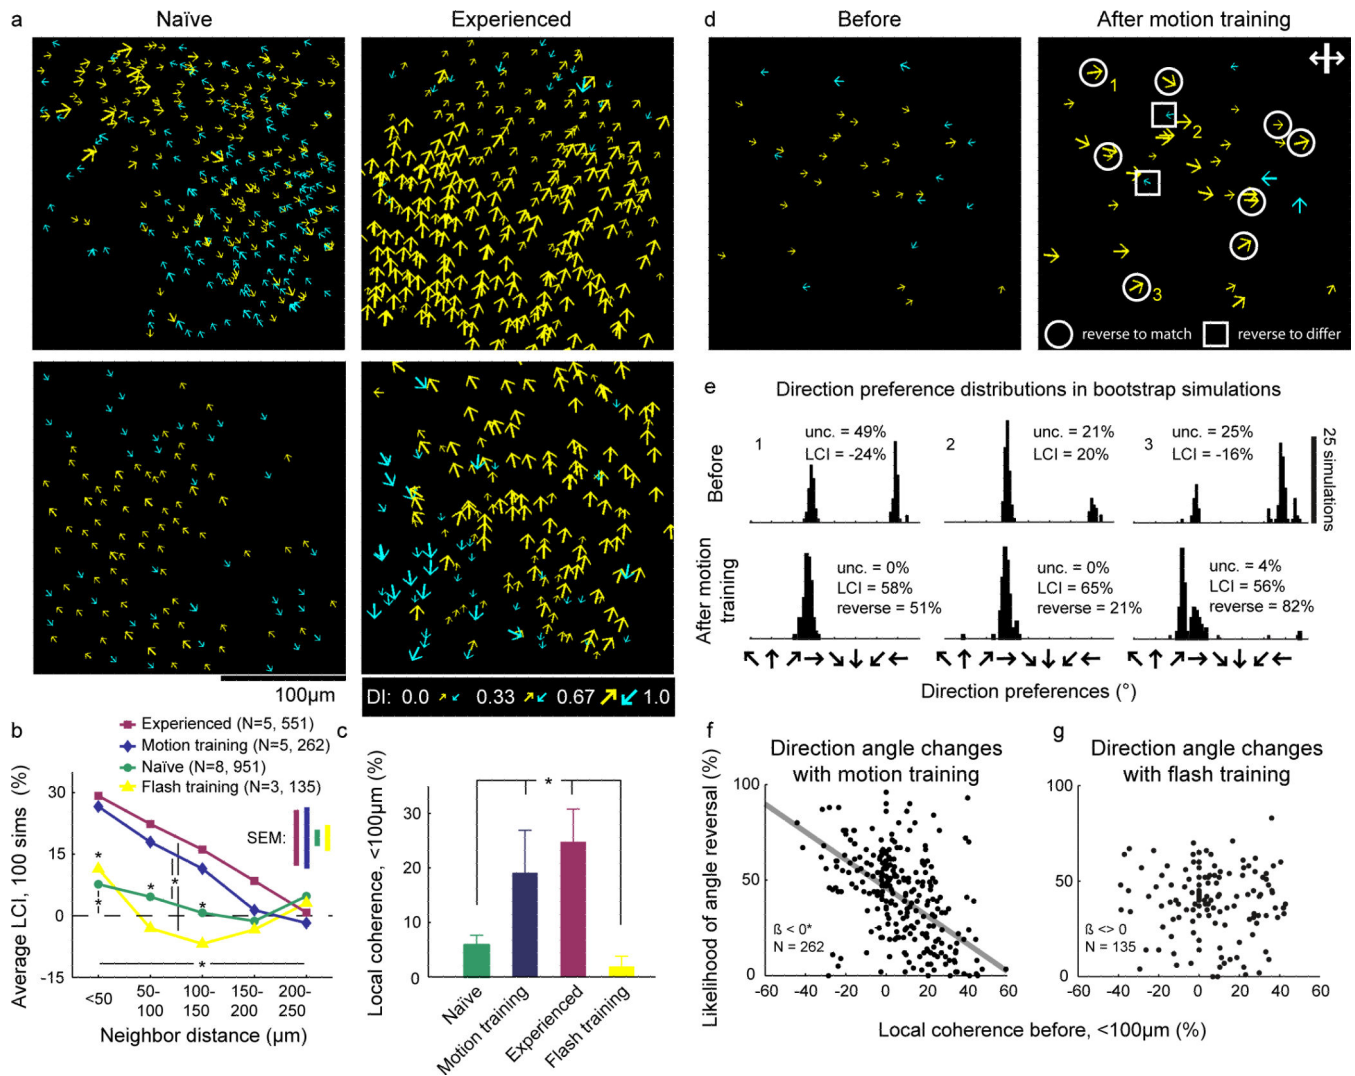 a
Naïve
Experienced
100µm
DI: 0.0 0.33 0.67 1.0
b
Experienced (N=5, 551)
Motion training (N=5, 262)
Naïve (N=8, 951)
Flash training (N=3, 135)
SEM:
Average LCI, 100 sims (%)
30
15
0
-15
*
*
*
*
*
*
<50
50-
100
100-
150
150-
200
200-
250
Neighbor distance (µm)
c
Local coherence, <100µm (%)
30
20
10
0
*
Naïve
Motion training
Experienced
Flash training
d
Before
After motion training
1
2
3
reverse to match
reverse to differ
e
Direction preference distributions in bootstrap simulations
Before
1
unc. = 49%
LCI = -24%
2
unc. = 21%
LCI = 20%
3
unc. = 25%
LCI = -16%
25 simulations
After motion
training
unc. = 0%
LCI = 58%
reverse = 51%
unc. = 0%
LCI = 65%
reverse = 21%
unc. = 4%
LCI = 56%
reverse = 82%
Direction preferences (°)
f
Direction angle changes
with motion training
Likelihood of angle reversal (%)
100
50
0
ß < 0*
N = 262
-60 -40 -20 0 20 40 60
g
Direction angle changes
with flash training
100
50
0
ß <> 0
N = 135
-60 -40 -20 0 20 40 60
Local coherence before, <100µm (%)